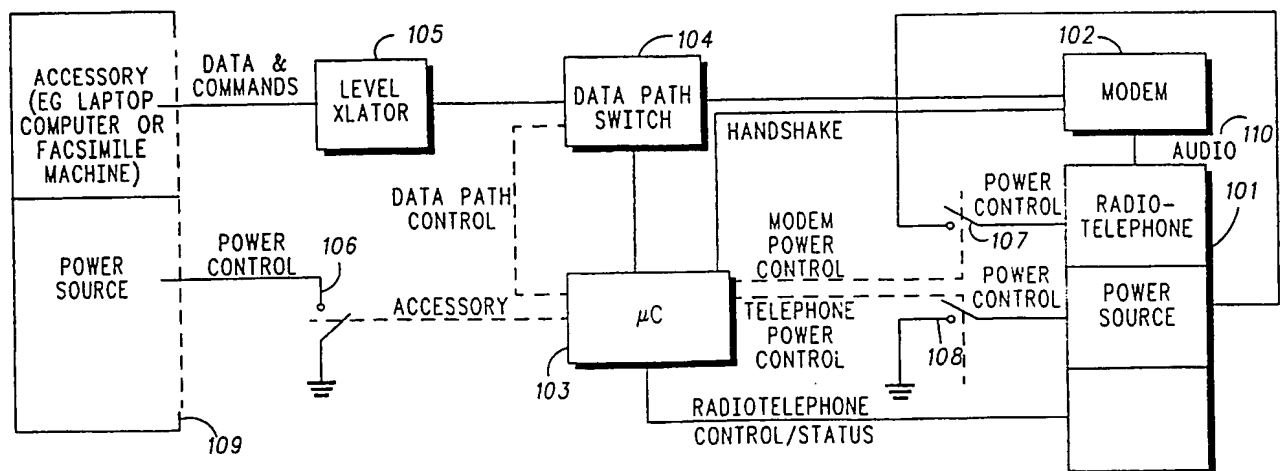 105
104
102
ACCESSORY
(EG LAPTOP
COMPUTER OR
FACSIMILE
MACHINE)
DATA &
COMMANDS
LEVEL
XLATOR
DATA PATH
SWITCH
MODEM
HANDSHAKE
110
AUDIO
DATA PATH
CONTROL
POWER
CONTROL
107
RADIO-
TELEPHONE
101
POWER
SOURCE
POWER
CONTROL
106
MODEM
POWER
CONTROL
POWER
CONTROL
POWER
SOURCE
ACCESSORY
μC
TELEPHONE
POWER
CONTROL
108
103
109
RADIOTELEPHONE
CONTROL/STATUS